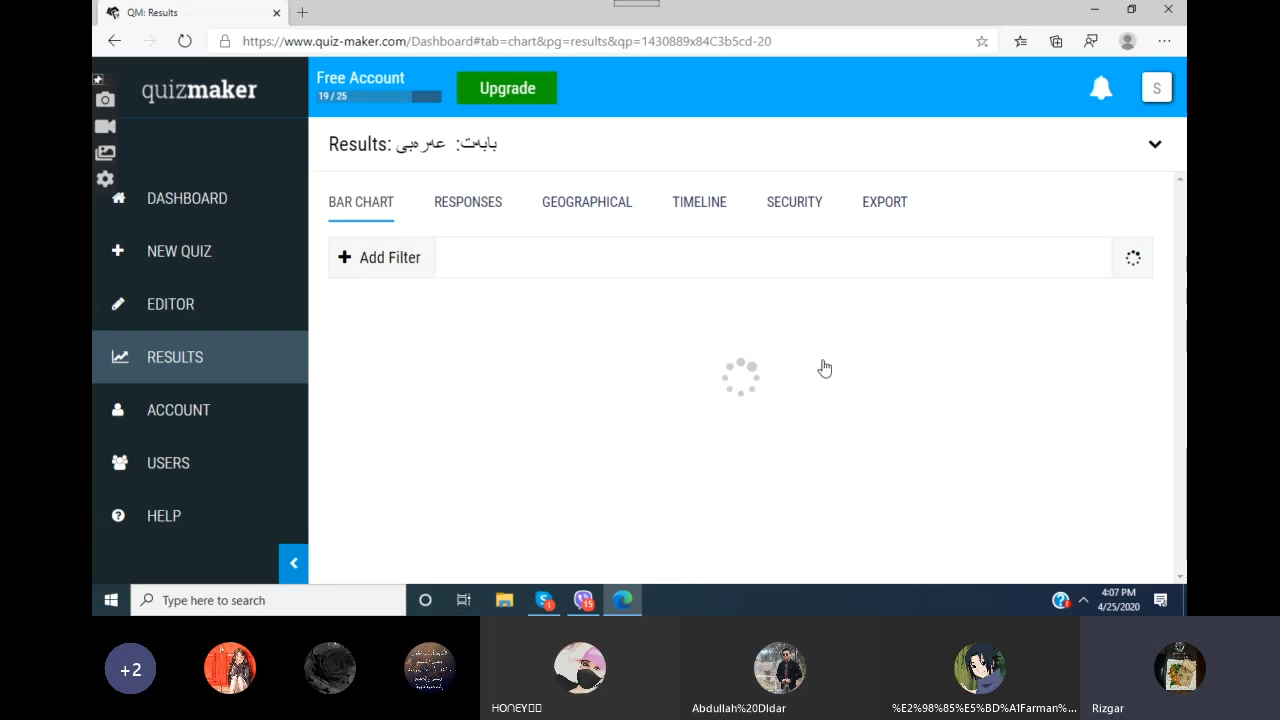 QM: Results
https://www.quiz-maker.com/Dashboard#tab=chart&pg=results&qp=1430889x84C3b5cd-20
quizmaker
Free Account
19 / 25
Upgrade
S
Results: بابەت: عەرەبی
DASHBOARD
NEW QUIZ
EDITOR
RESULTS
ACCOUNT
USERS
HELP
BAR CHART RESPONSES GEOGRAPHICAL TIMELINE SECURITY EXPORT
Add Filter
Type here to search
1
15
4:07 PM
4/25/2020
+2
HOՈEY
Abdullah%20Dldar
%E2%98%85%E5%BD%A1Farman%...
Rizgar